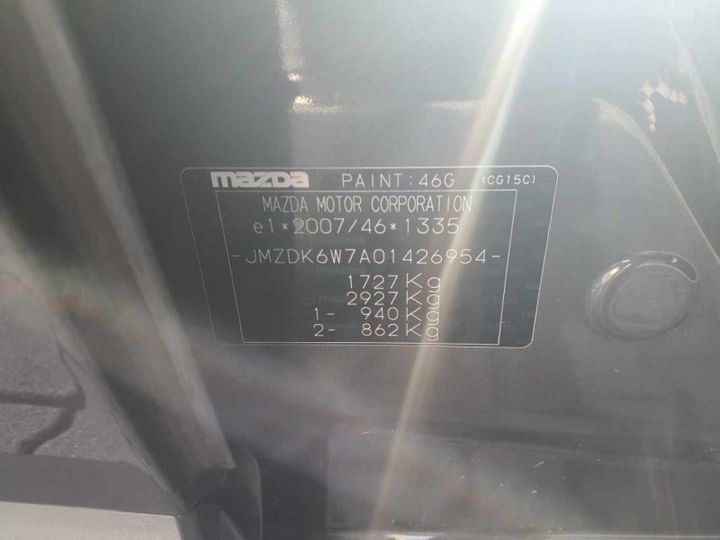 mazda PAINT:46G (CG15C)
MAZDA MOTOR CORPORATION
e1*2007/46*1335
-JMZDK6W7A01426954-
1727Kg
2927Kg
1- 940Kg
2- 862Kg